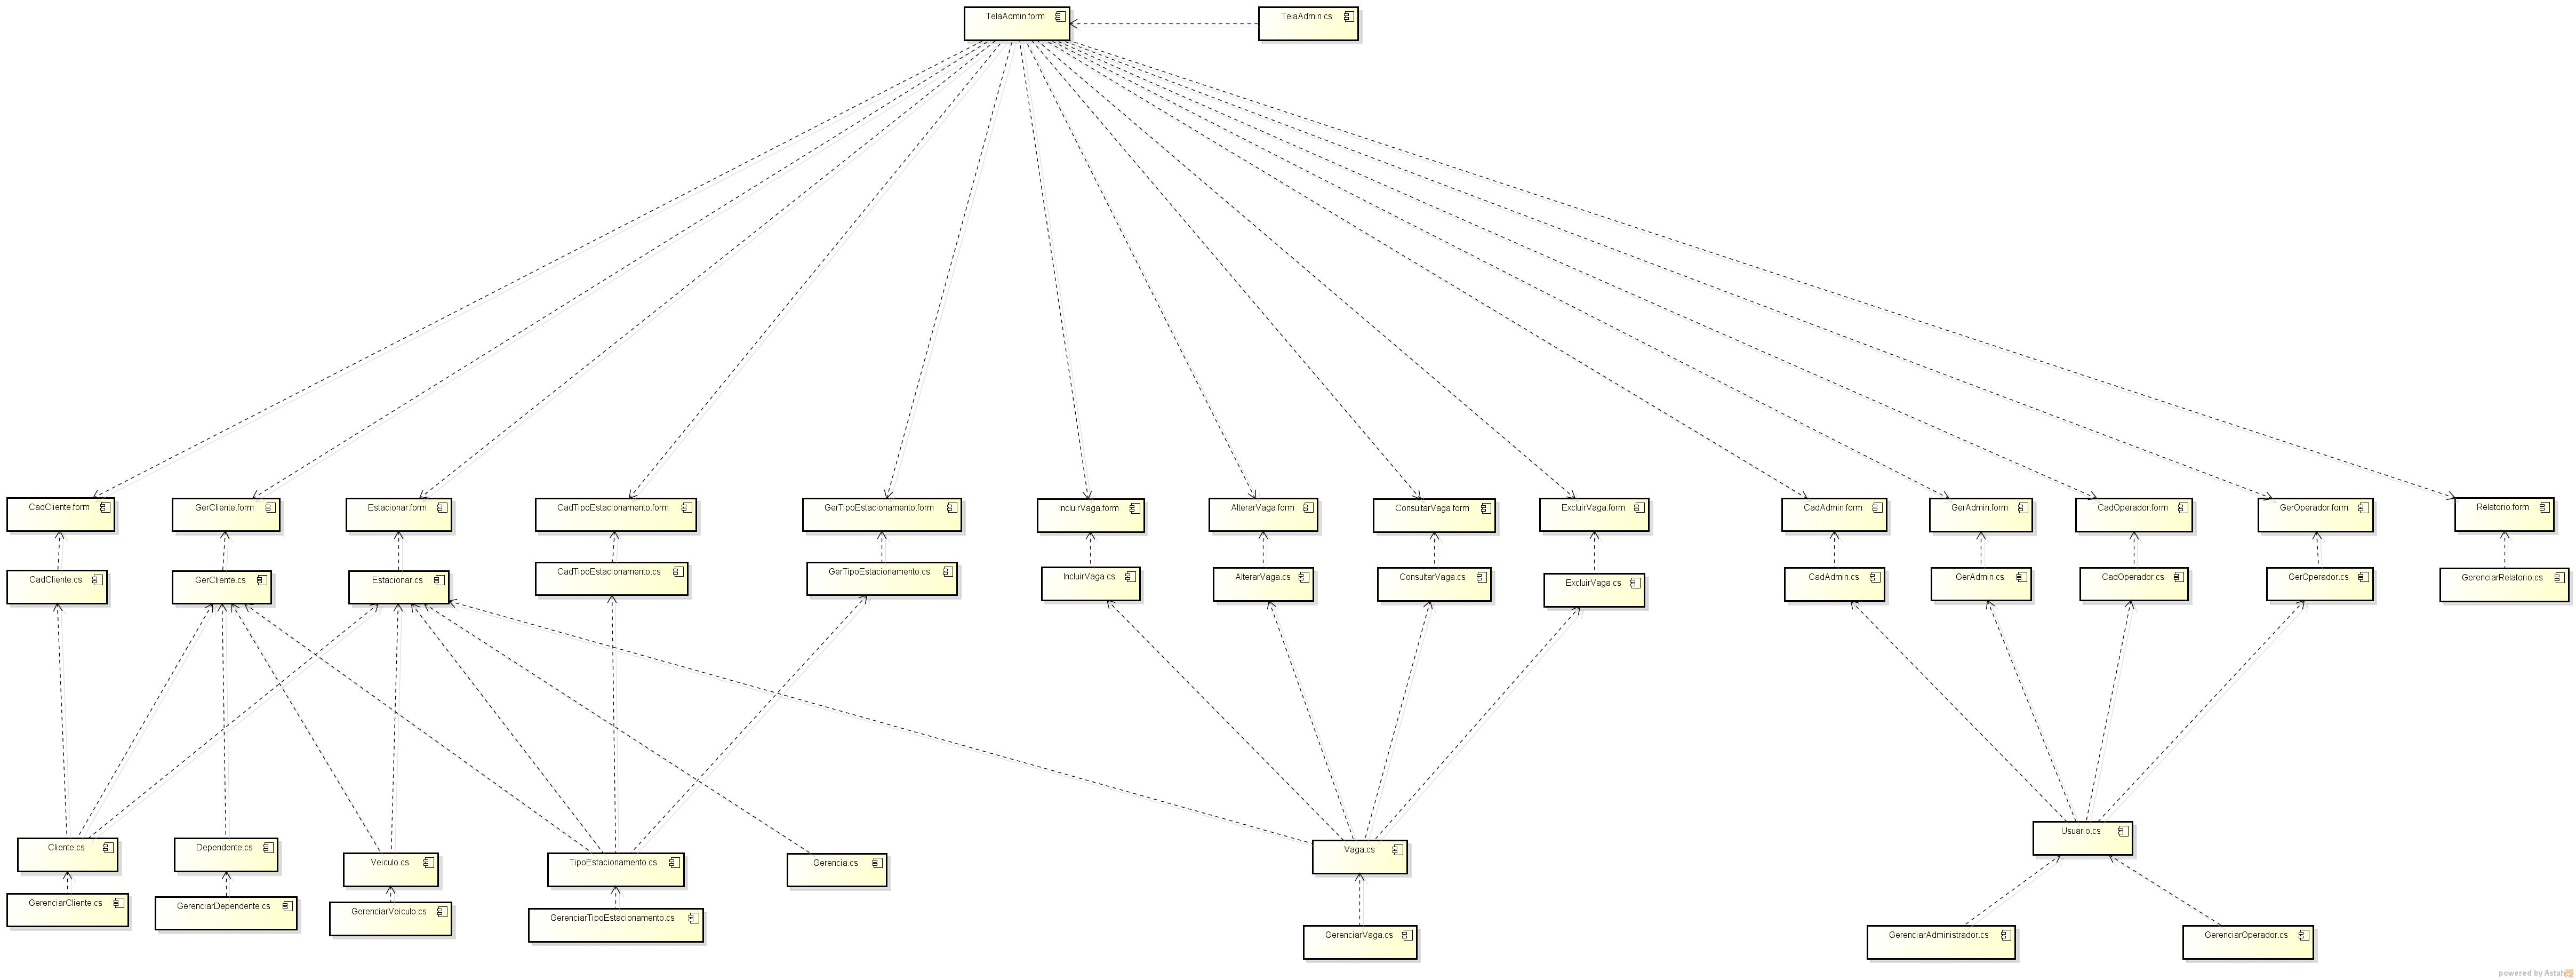 TelaAdmin.form
TelaAdmin.cs
CadCliente.form
GerCliente.form
Estacionar.form
CadTipoEstacionamento.form
GerTipoEstacionamento.form
IncluirVaga.form
AlterarVaga.form
ConsultarVaga.form
ExcluirVaga.form
CadAdmin.form
GerAdmin.form
CadOperador.form
GerOperador.form
Relatorio.form
CadCliente.cs
GerCliente.cs
Estacionar.cs
CadTipoEstacionamento.cs
GerTipoEstacionamento.cs
IncluirVaga.cs
AlterarVaga.cs
ConsultarVaga.cs
ExcluirVaga.cs
CadAdmin.cs
GerAdmin.cs
CadOperador.cs
GerOperador.cs
GerenciarRelatorio.cs
Cliente.cs
Dependente.cs
Veiculo.cs
TipoEstacionamento.cs
Gerencia.cs
Vaga.cs
Usuario.cs
GerenciarCliente.cs
GerenciarDependente.cs
GerenciarVeiculo.cs
GerenciarTipoEstacionamento.cs
GerenciarVaga.cs
GerenciarAdministrador.cs
GerenciarOperador.cs
powered by Astah